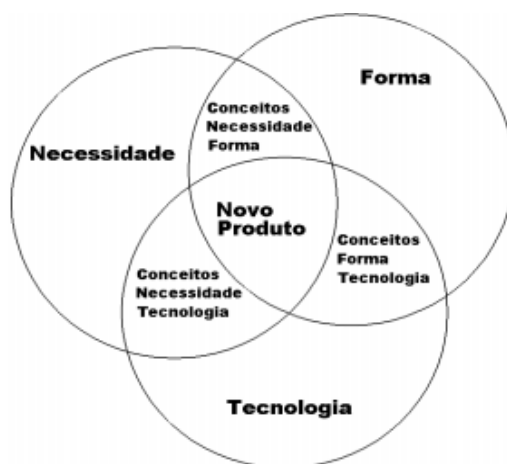 Forma
Conceitos
Necessidade
Forma
Necessidade
Novo
Produto
Conceitos
Forma
Tecnologia
Conceitos
Necessidade
Tecnologia
Tecnologia